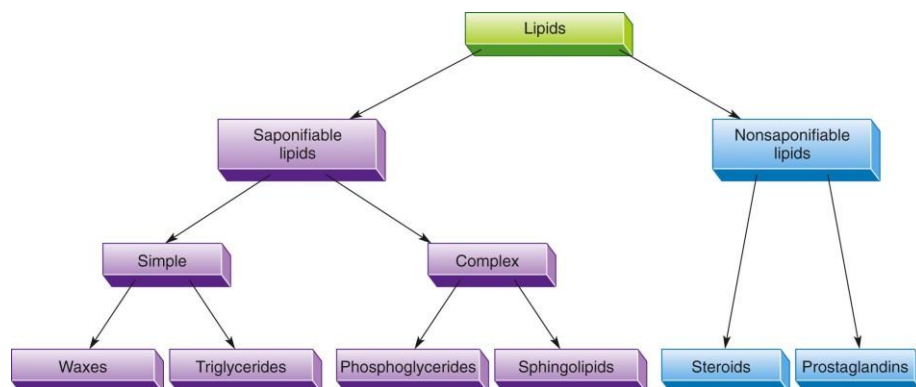 Lipids
Saponifiable
lipids
Nonsaponifiable
lipids
Simple
Complex
Waxes
Triglycerides
Phosphoglycerides
Sphingolipids
Steroids
Prostaglandins